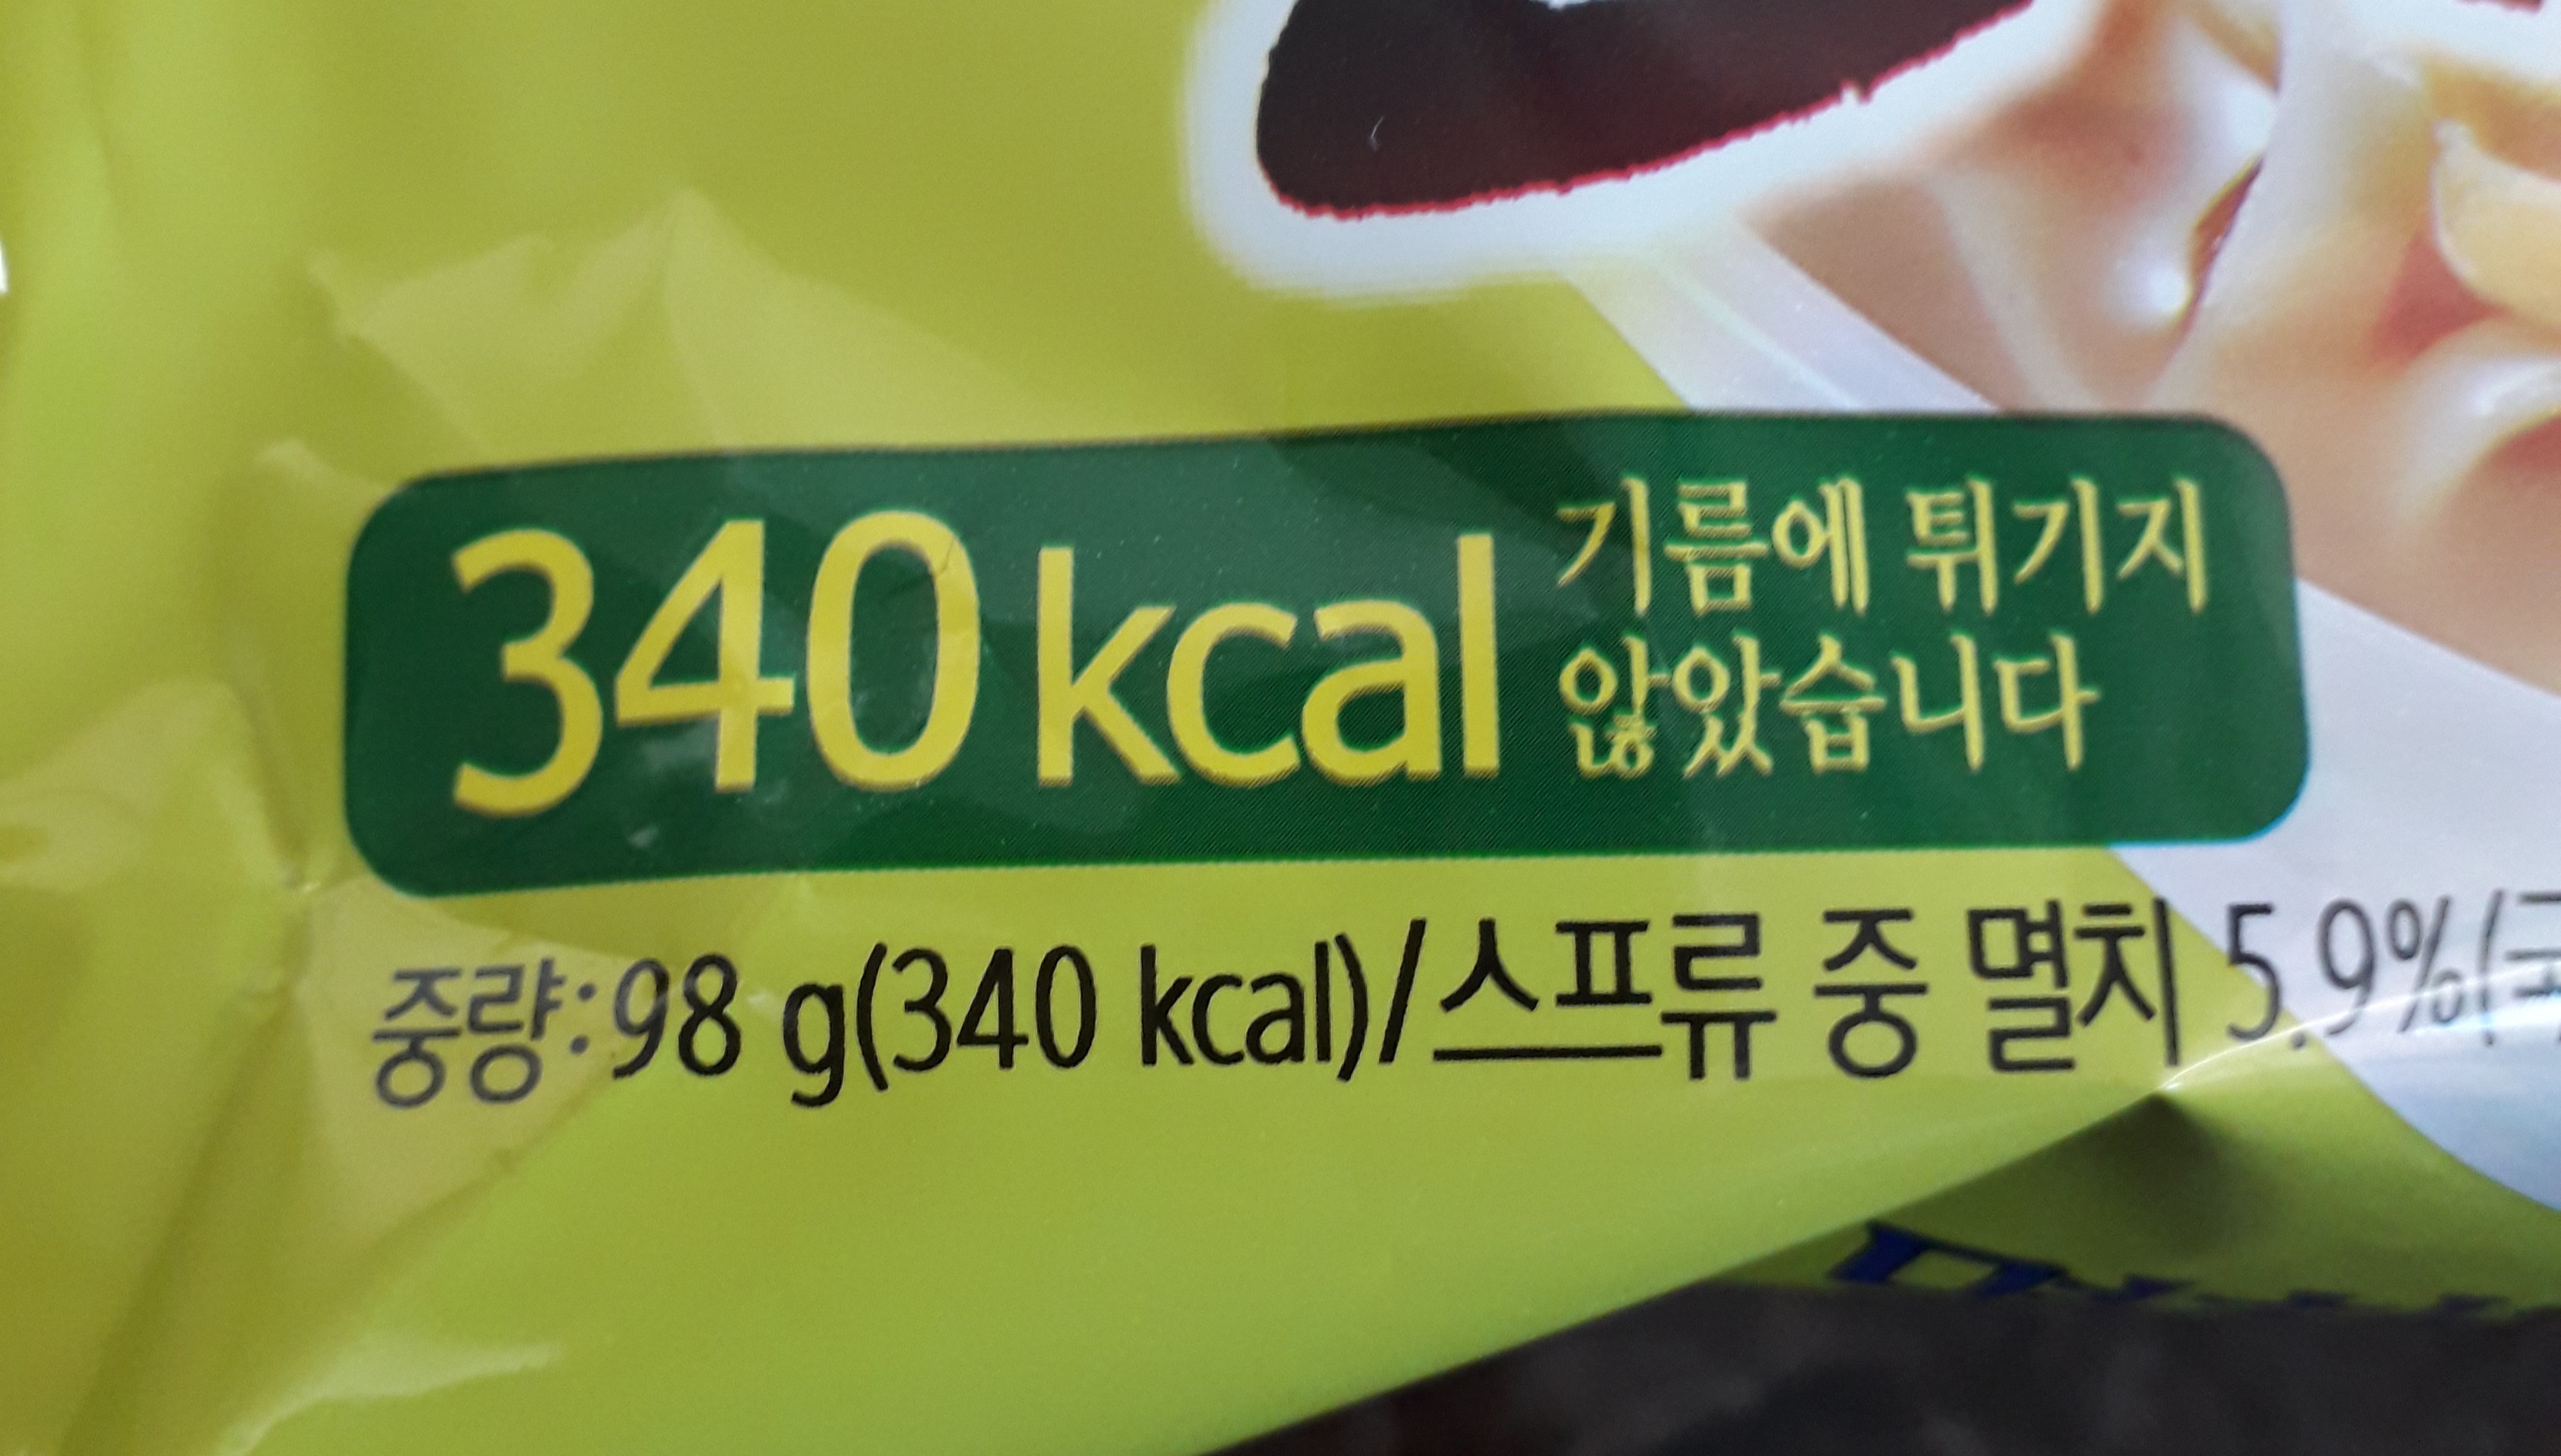 340 kcal
기름에 튀기지
않았습니다
중량:98 g(340 kcal)/스프류 중 멸치 5.9%(